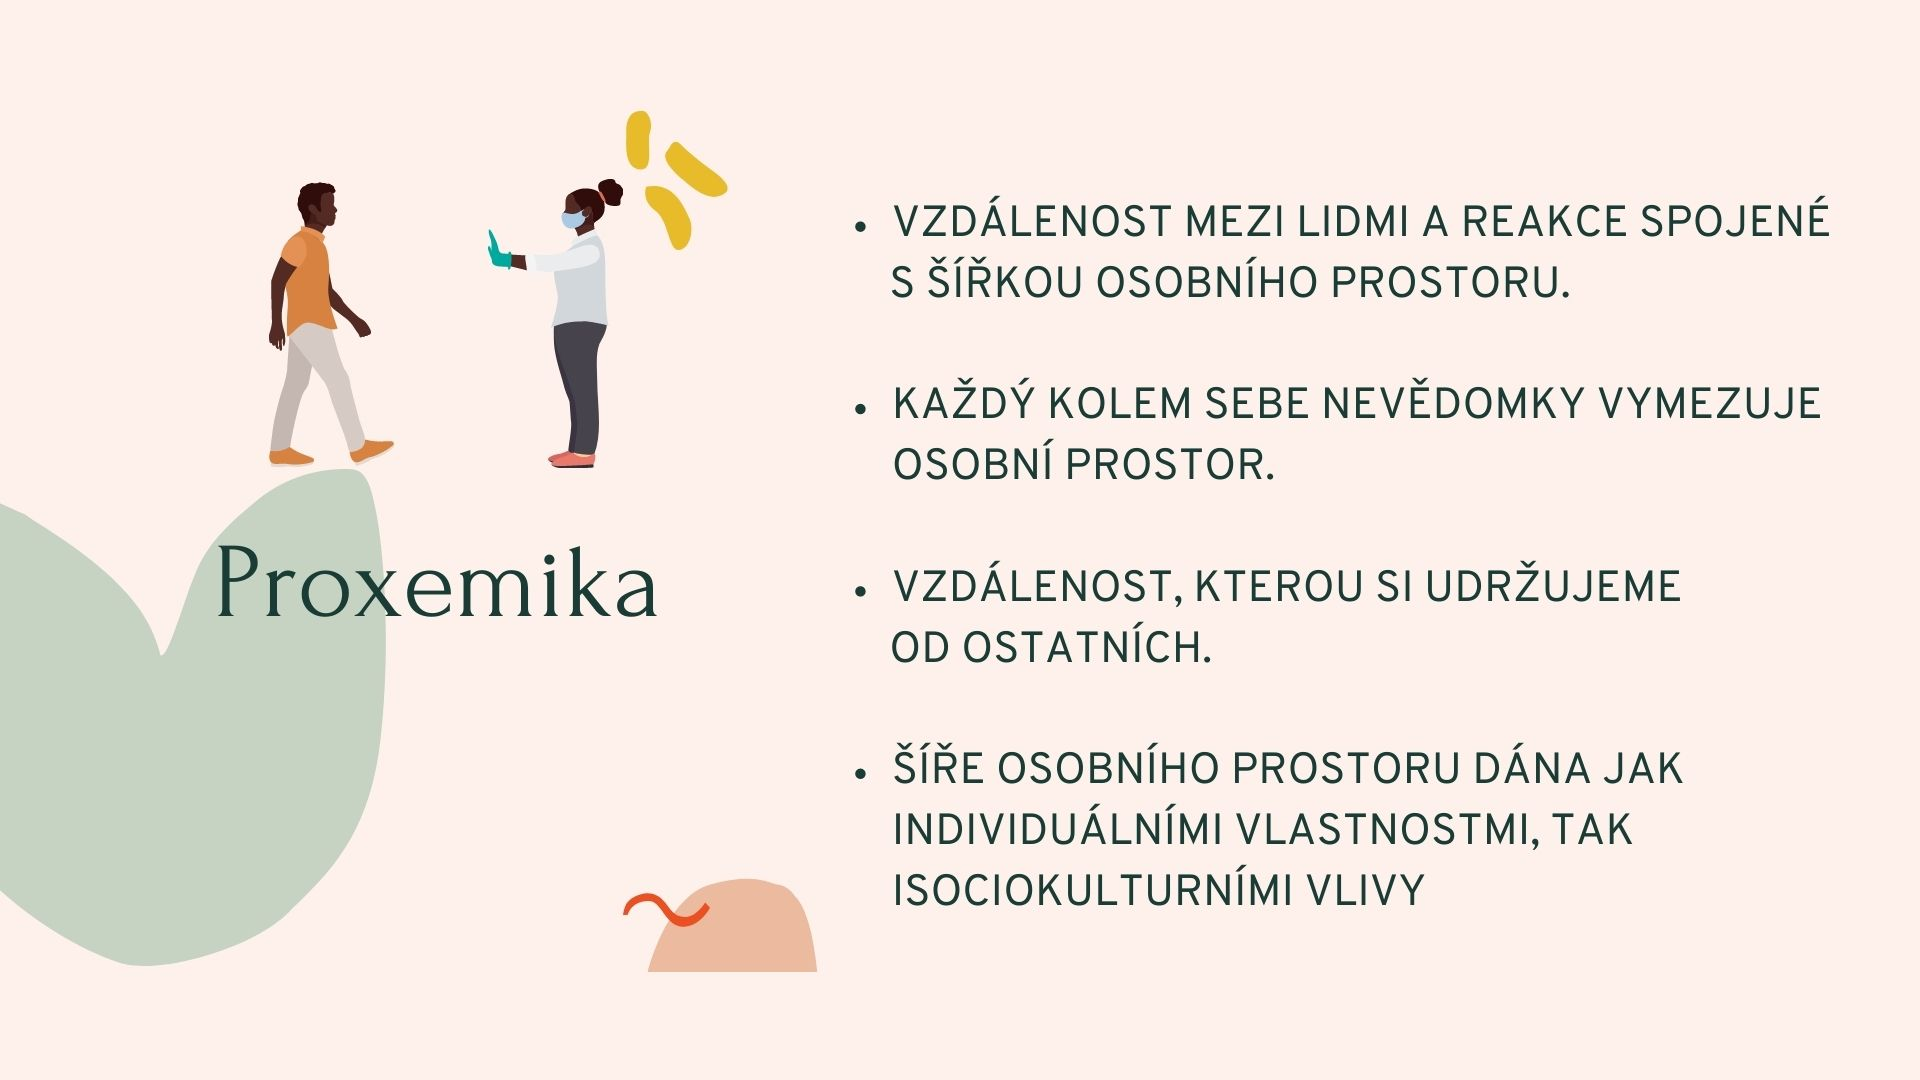 Proxemika
• VZDÁLENOST MEZI LIDMI A REAKCE SPOJENÉ
S ŠÍŘKOU OSOBNÍHO PROSTORU.
• KAŽDÝ KOLEM SEBE NEVĚDOMKY VYMEZUJE
OSOBNÍ PROSTOR.
• VZDÁLENOST, KTEROU SI UDRŽUJEME
OD OSTATNÍCH.
• ŠÍŘE OSOBNÍHO PROSTORU DÁNA JAK
INDIVIDUÁLNÍMI VLASTNOSTMI, TAK
ISOCIOKULTURNÍMI VLIVY